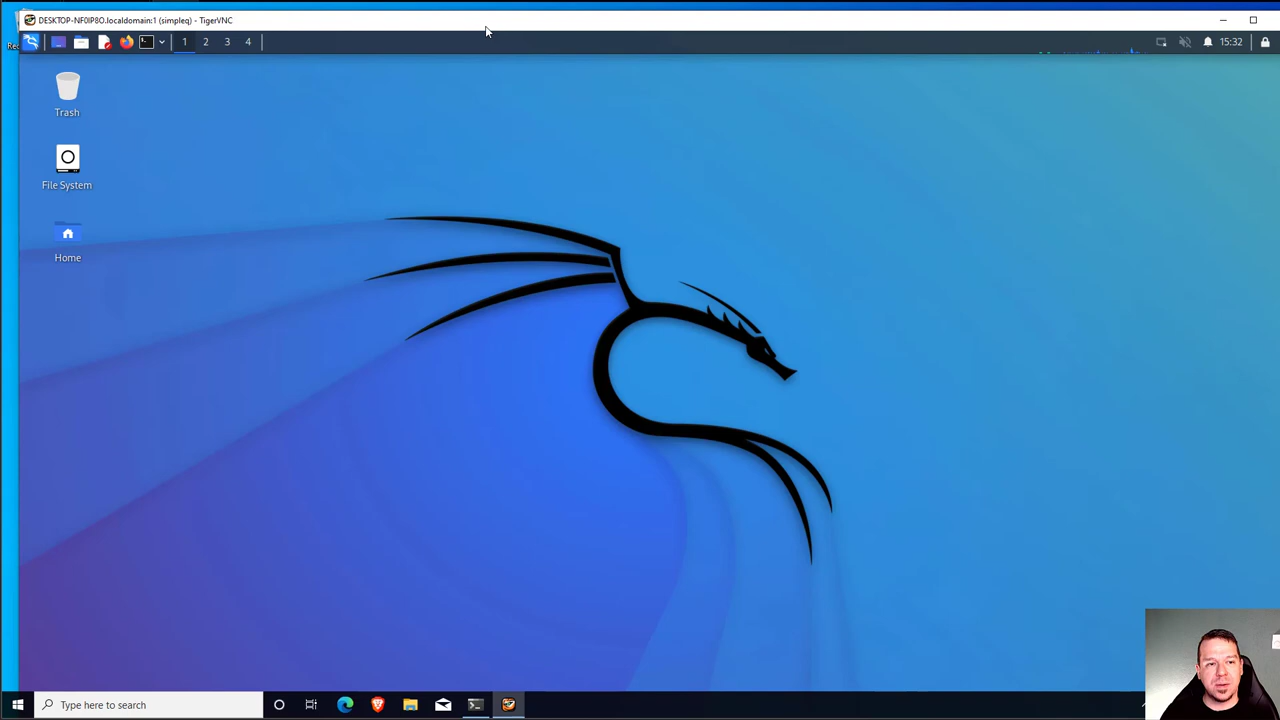 DESKTOP-NF0IP8O.localdomain:1 (simpleq) - TigerVNC
1 2 3 4
15:32
Trash
File System
Home
Type here to search